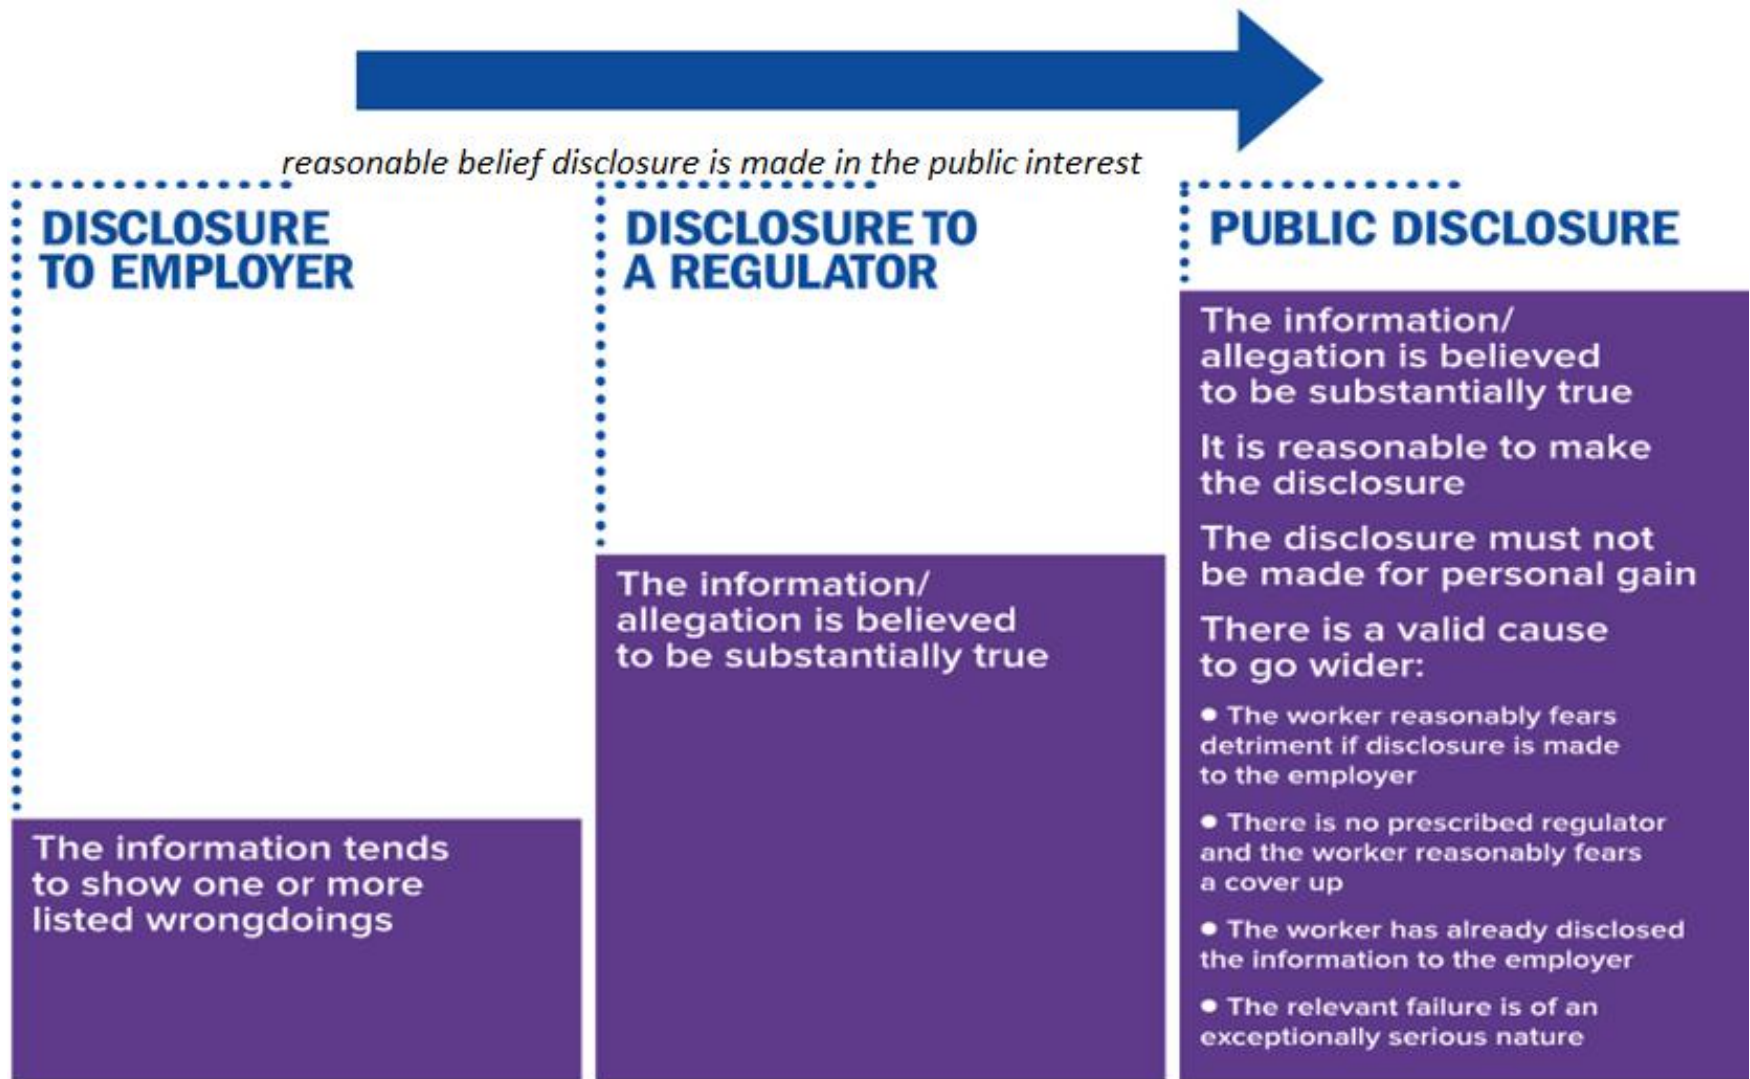 reasonable belief disclosure is made in the public interest
DISCLOSURE
TO EMPLOYER
The information tends
to show one or more
listed wrongdoings
DISCLOSURE TO
A REGULATOR
The information/
allegation is believed
to be substantially true
PUBLIC DISCLOSURE
The information/
allegation is believed
to be substantially true
It is reasonable to make
the disclosure
The disclosure must not
be made for personal gain
There is a valid cause
to go wider:
• The worker reasonably fears
detriment if disclosure is made
to the employer
• There is no prescribed regulator
and the worker reasonably fears
a cover up
• The worker has already disclosed
the information to the employer
• The relevant failure is of an
exceptionally serious nature